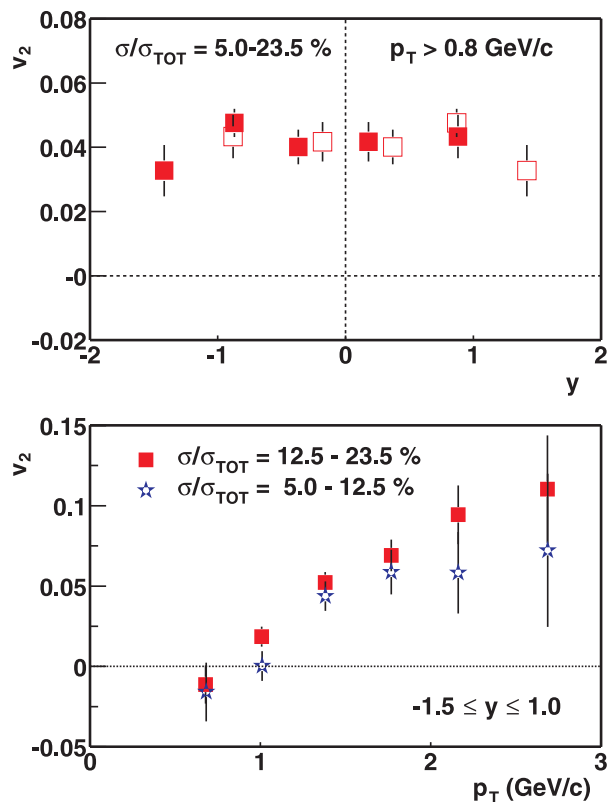 v2
0.08
0.06
0.04
0.02
-0
-0.02
σ/σTOT = 5.0-23.5 %
pT > 0.8 GeV/c
-2
-1
0
1
2
y
v2
0.15
0.1
0.05
0
-0.05
σ/σTOT = 12.5 - 23.5 %
σ/σTOT = 5.0 - 12.5 %
-1.5 ≤ y ≤ 1.0
0
1
2
3
pT (GeV/c)